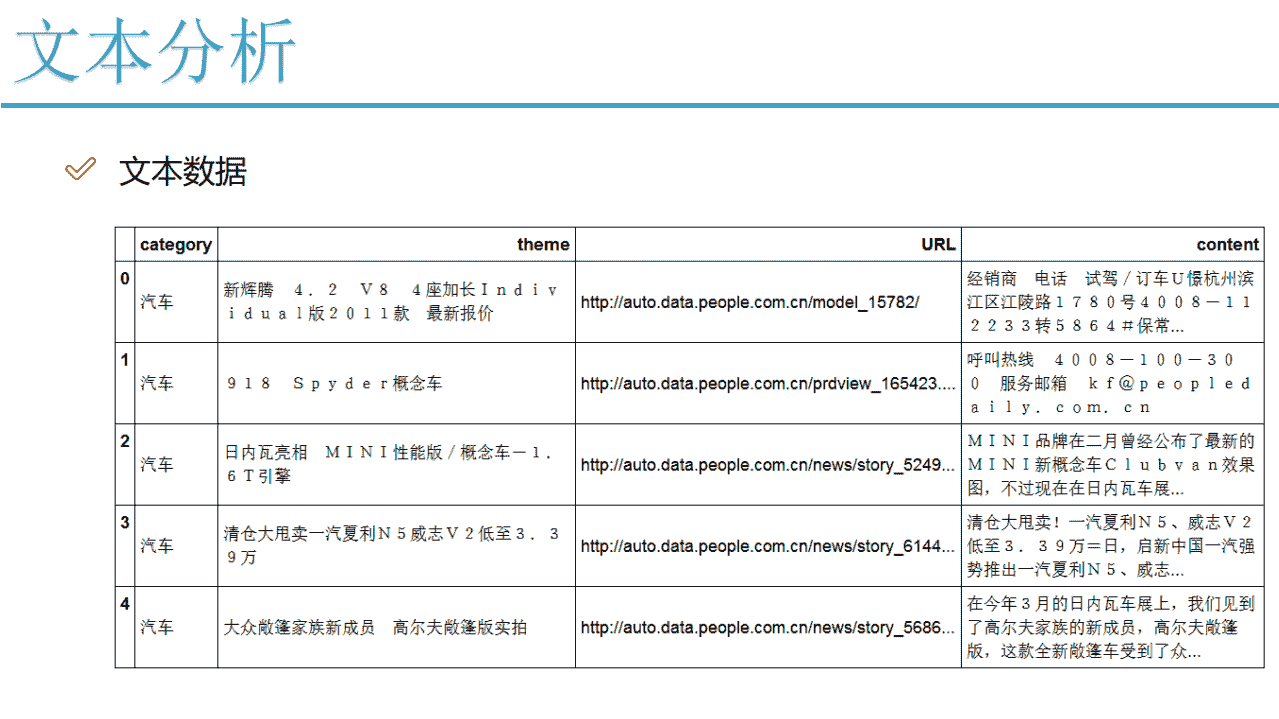 文本分析
文本数据
category theme URL content
0
汽车
新辉腾　４．２　Ｖ８　４座加长Ｉｎｄｉｖ
ｉｄｕａｌ版２０１１款　最新报价
http://auto.data.people.com.cn/model_15782/
经销商　电话　试驾／订车Ｕ憬杭州滨
江区江陵路１７８０号４００８－１１
２２３３转５８６４＃保常...
1
汽车
９１８　Ｓｐｙｄｅｒ概念车
http://auto.data.people.com.cn/prdview_165423....
呼叫热线　４００８－１００－３０
０　服务邮箱　ｋｆ＠ｐｅｏｐｌｅｄ
ａｉｌｙ．ｃｏｍ．ｃｎ
2
汽车
日内瓦亮相　ＭＩＮＩ性能版／概念车－１．
６Ｔ引擎
http://auto.data.people.com.cn/news/story_5249...
ＭＩＮＩ品牌在二月曾经公布了最新的
ＭＩＮＩ新概念车Ｃｌｕｂｖａｎ效果
图，不过现在在日内瓦车展...
3
汽车
清仓大甩卖一汽夏利Ｎ５威志Ｖ２低至３．３
９万
http://auto.data.people.com.cn/news/story_6144...
清仓大甩卖！一汽夏利Ｎ５、威志Ｖ２
低至３．３９万＝日，启新中国一汽强
势推出一汽夏利Ｎ５、威志...
4
汽车
大众敞篷家族新成员　高尔夫敞篷版实拍
http://auto.data.people.com.cn/news/story_5686...
在今年３月的日内瓦车展上，我们见到
了高尔夫家族的新成员，高尔夫敞篷
版，这款全新敞篷车受到了众...